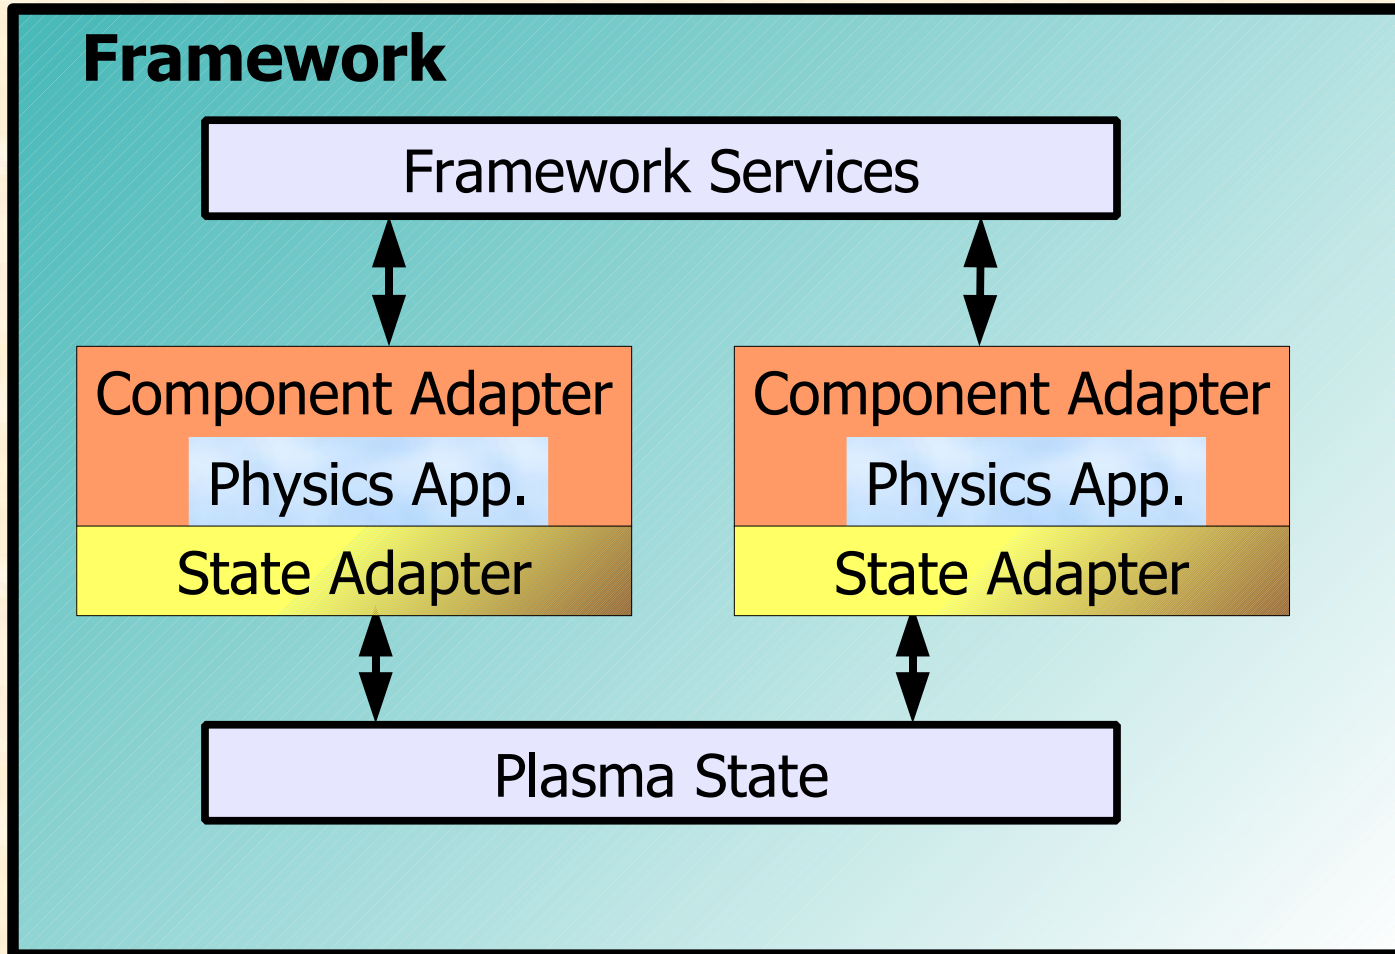 Framework
Framework Services
Component Adapter
Component Adapter
Physics App.
Physics App.
State Adapter
State Adapter
Plasma State